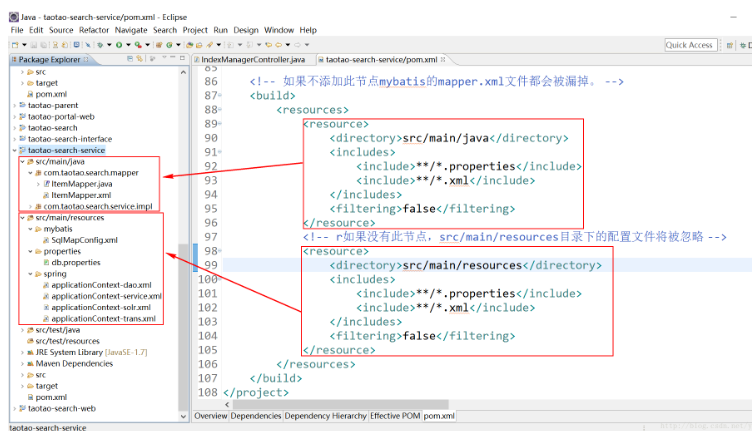 Java - taotao-search-service/pom.xml - Eclipse
File Edit Source Refactor Navigate Search Project Run Design Window Help
Quick Access
Package Explorer
IndexManagerController.java
taotao-search-service/pom.xml
src
target
pom.xml
taotao-parent
taotao-portal-web
taotao-search
taotao-search-interface
taotao-search-service
src/main/java
com.taotao.search.mapper
ItemMapper.java
ItemMapper.xml
com.taotao.search.service.impl
src/main/resources
mybatis
SqlMapConfig.xml
properties
db.properties
spring
applicationContext-dao.xml
applicationContext-service.xml
applicationContext-solr.xml
applicationContext-trans.xml
src/test/java
src/test/resources
JRE System Library [JavaSE-1.7]
Maven Dependencies
src
target
pom.xml
taotao-search-web
85
86 <!-- 如果不添加此节点mybatis的mapper.xml文件都会被漏掉。 -->
87 <build>
88 <resources>
89 <resource>
90 <directory>src/main/java</directory>
91 <includes>
92 <include>**/*.properties</include>
93 <include>**/*.xml</include>
94 </includes>
95 <filtering>false</filtering>
96 </resource>
97 <!-- r如果没有此节点，src/main/resources目录下的配置文件将被忽略 -->
98 <resource>
99 <directory>src/main/resources</directory>
100 <includes>
101 <include>**/*.properties</include>
102 <include>**/*.xml</include>
103 </includes>
104 <filtering>false</filtering>
105 </resource>
106 </resources>
107 </build>
108 </project>
Overview Dependencies Dependency Hierarchy Effective POM pom.xml
taotao-search-service